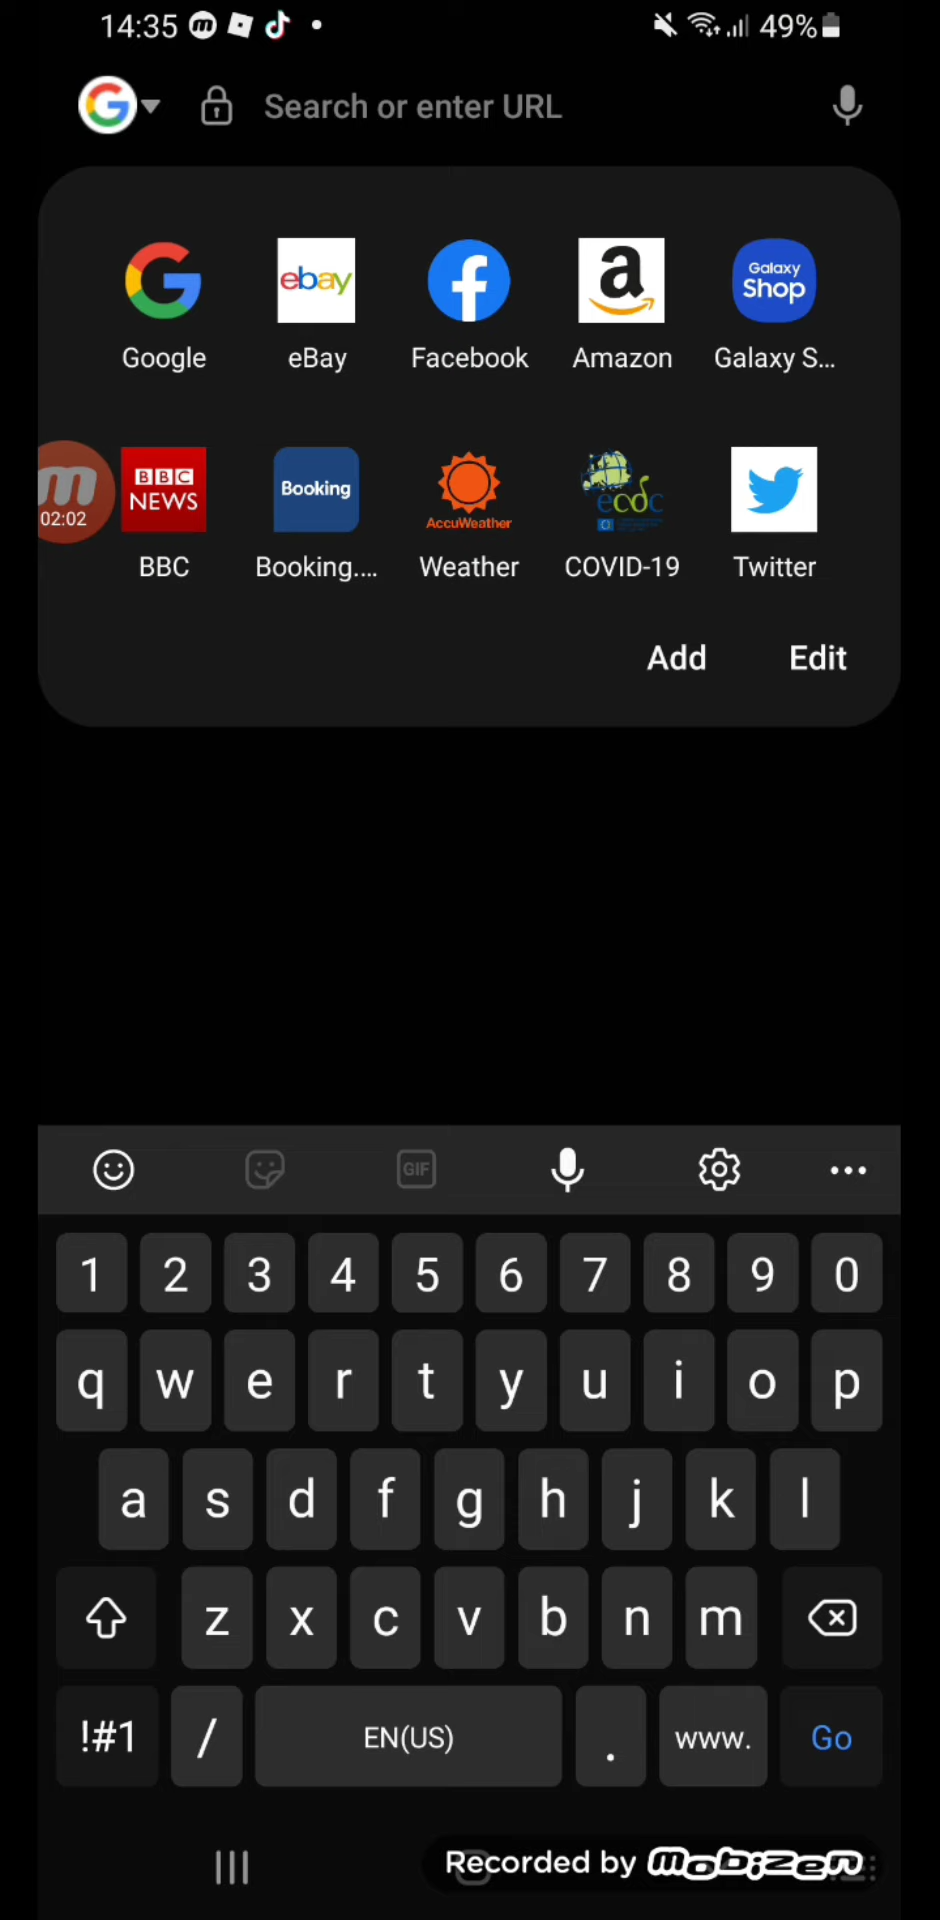 14:35 49%
Search or enter URL
ebay
a
Galaxy
Shop
Google eBay Facebook Amazon Galaxy S...
m
02:02
BBC
NEWS
Booking
AccuWeather
ecdc
BBC Booking.... Weather COVID-19 Twitter
Add Edit
GIF
1 2 3 4 5 6 7 8 9 0
q w e r t y u i o p
a s d f g h j k l
z x c v b n m
!#1 / EN(US) . www. Go
Recorded by mobizen